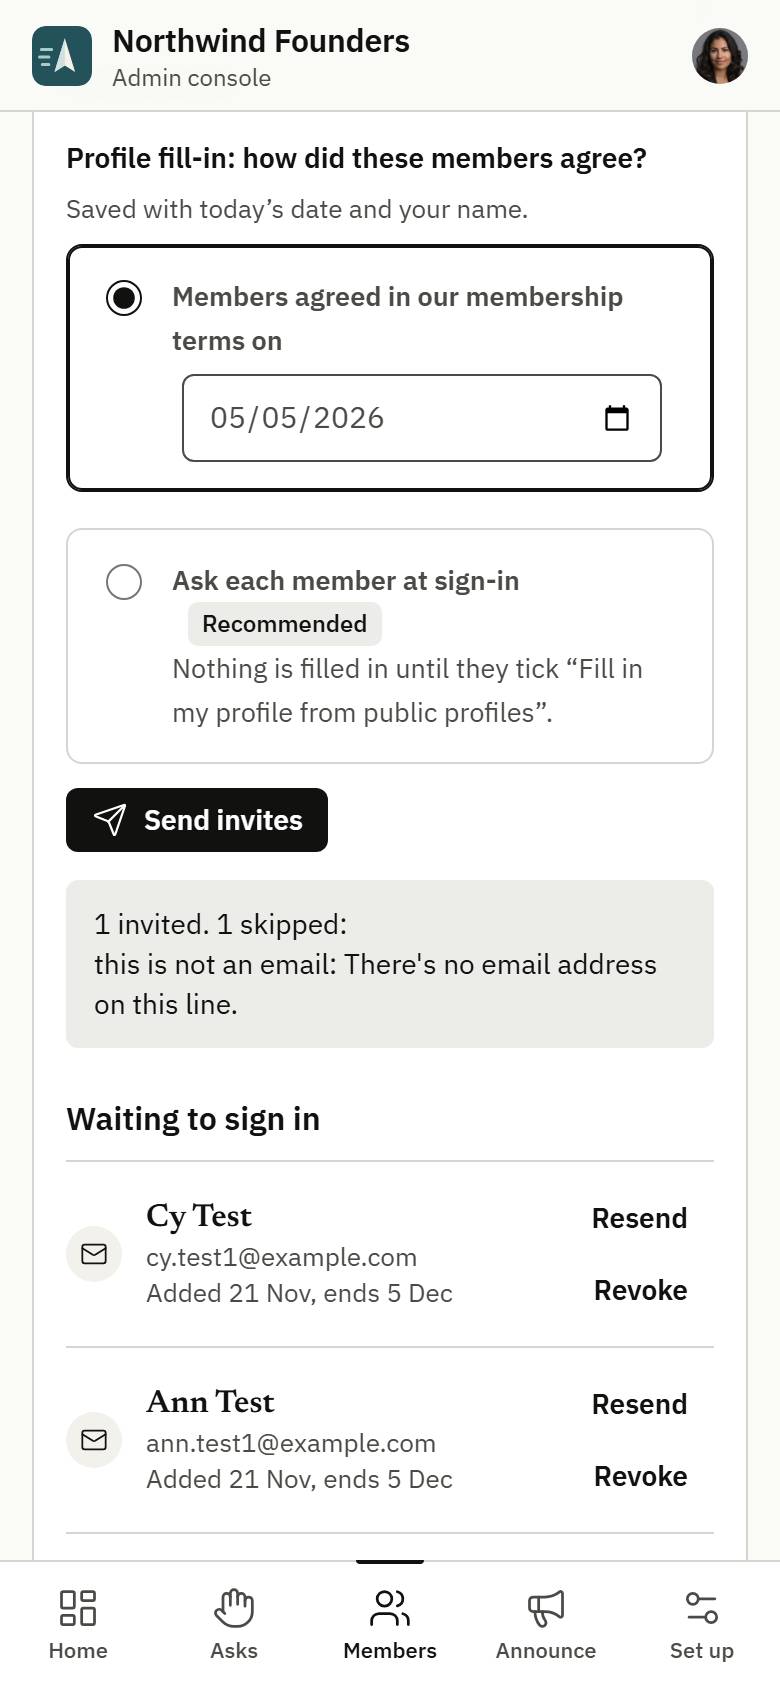 Northwind Founders
Admin console
Profile fill-in: how did these members agree?
Saved with today’s date and your name.
Members agreed in our membership
terms on
05/05/2026
Ask each member at sign-in
Recommended
Nothing is filled in until they tick “Fill in
my profile from public profiles”.
Send invites
1 invited. 1 skipped:
this is not an email: There's no email address
on this line.
Waiting to sign in
Cy Test
Resend
cy.test1@example.com
Added 21 Nov, ends 5 Dec
Revoke
Ann Test
Resend
ann.test1@example.com
Added 21 Nov, ends 5 Dec
Revoke
Home
Asks
Members
Announce
Set up